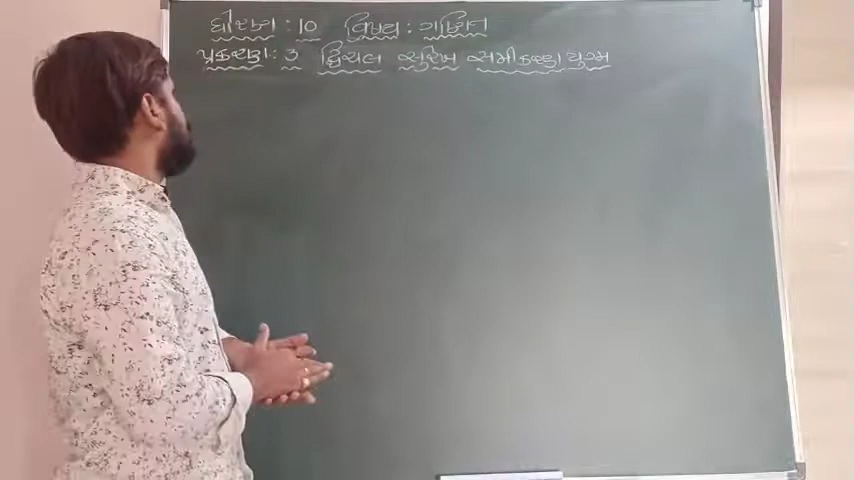 ધોરણ : 10 વિષય : ગણિત
પ્રકરણ : 3 દ્વિચલ સુરેખ સમીકરણ યુગ્મ